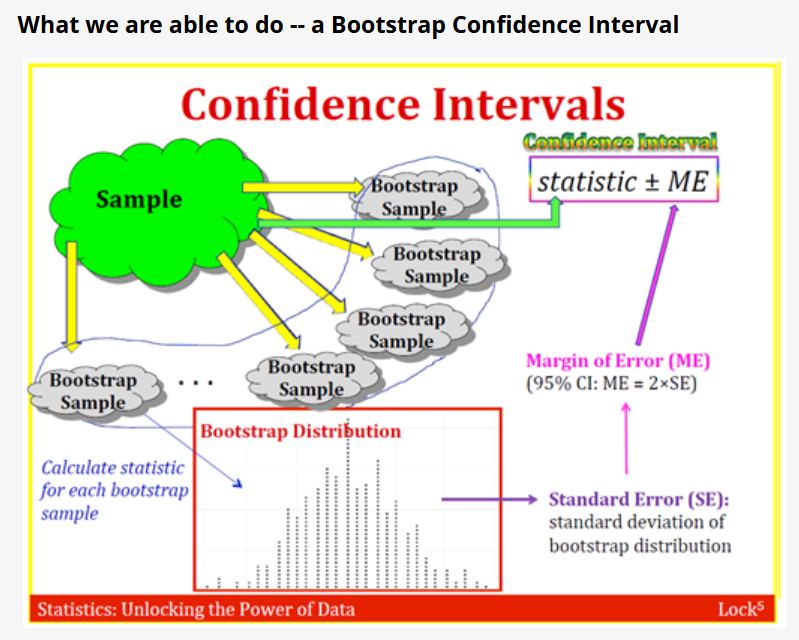 What we are able to do -- a Bootstrap Confidence Interval
Confidence Intervals
Sample
Bootstrap
Sample
Bootstrap
Sample
Bootstrap
Sample
Bootstrap
Sample
Bootstrap
Sample
. . .
Confidence Interval
statistic ± ME
Margin of Error (ME)
(95% CI: ME = 2×SE)
Bootstrap Distribution
Calculate statistic
for each bootstrap
sample
Standard Error (SE):
standard deviation of
bootstrap distribution
Statistics: Unlocking the Power of Data
Lock⁵